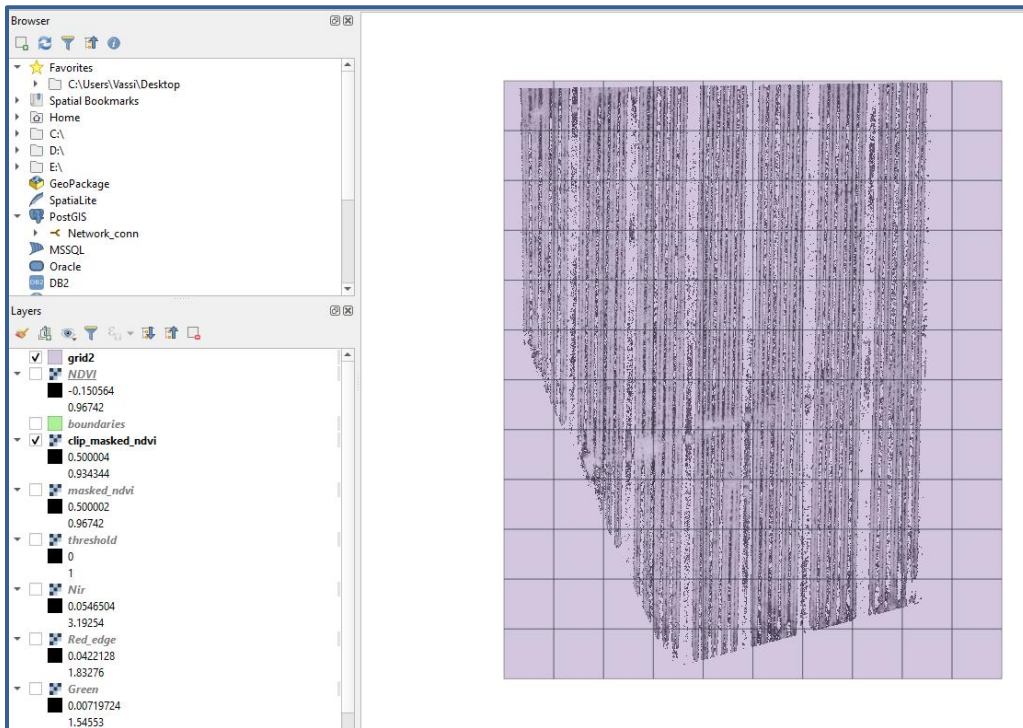 Browser
Favorites
C:\Users\Vassi\Desktop
Spatial Bookmarks
Home
C:\
D:\
E:\
GeoPackage
SpatiaLite
PostGIS
Network_conn
MSSQL
Oracle
DB2
Layers
grid2
NDVI
-0.150564
0.96742
boundaries
clip_masked_ndvi
0.500004
0.934344
masked_ndvi
0.500002
0.96742
threshold
0
1
Nir
0.0546504
3.19254
Red_edge
0.0422128
1.83276
Green
0.00719724
1.54553